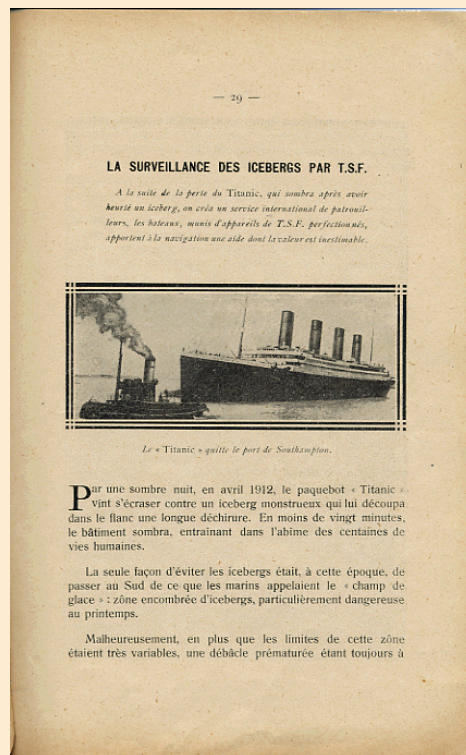 — 29 —
LA SURVEILLANCE DES ICEBERGS PAR T.S.F.
A la suite de la perte du Titanic, qui sombra après avoir
heurté un iceberg, on créa un service international de patrouil-
leurs, les bateaux, munis d'appareils de T.S.F. perfectionnés,
apportent à la navigation une aide dont la valeur est inestimable.
Le « Titanic » quitte le port de Southampton.
Par une sombre nuit, en avril 1912, le paquebot « Titanic »
vint s'écraser contre un iceberg monstrueux qui lui découpa
dans le flanc une longue déchirure. En moins de vingt minutes,
le bâtiment sombra, entraînant dans l'abîme des centaines de
vies humaines.
La seule façon d'éviter les icebergs était, à cette époque, de
passer au Sud de ce que les marins appelaient le « champ de
glace » : zône encombrée d'icebergs, particulièrement dangereuse
au printemps.
Malheureusement, en plus que les limites de cette zône
étaient très variables, une débâcle prématurée étant toujours à